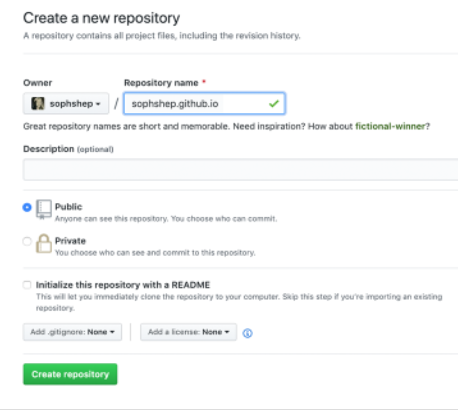 Create a new repository
A repository contains all project files, including the revision history.
Owner
Repository name *
sophshep
/
sophshep.github.io
Great repository names are short and memorable. Need inspiration? How about fictional-winner?
Description (optional)
Public
Anyone can see this repository. You choose who can commit.
Private
You choose who can see and commit to this repository.
Initialize this repository with a README
This will let you immediately clone the repository to your computer. Skip this step if you're importing an existing
repository.
Add .gitignore: None
Add a license: None
Create repository